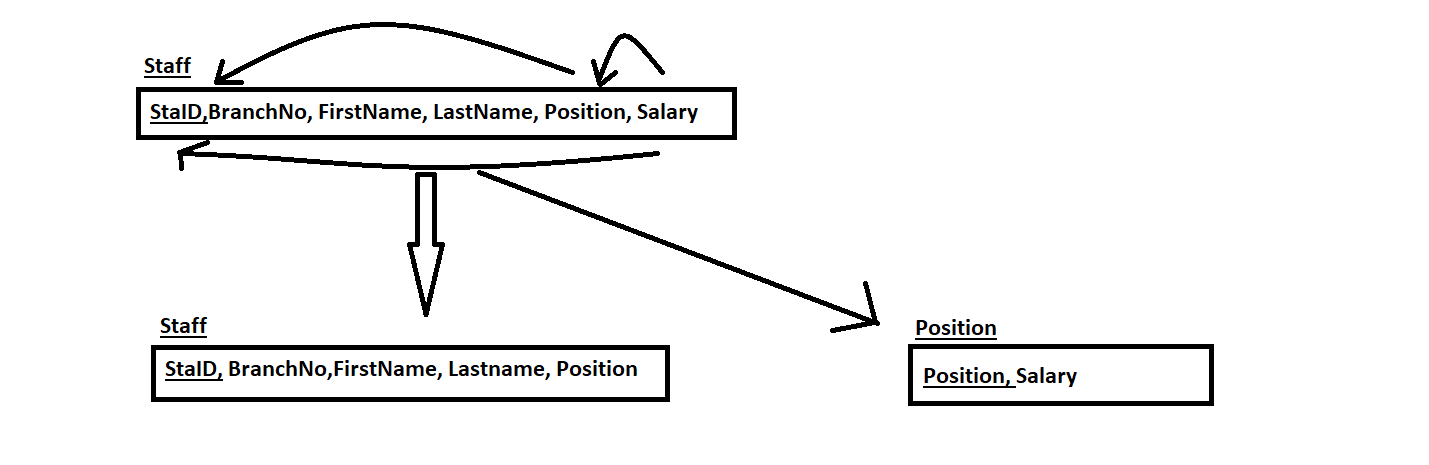 Staff
StaID,BranchNo, FirstName, LastName, Position, Salary
Staff
StaID, BranchNo,FirstName, Lastname, Position
Position
Position, Salary